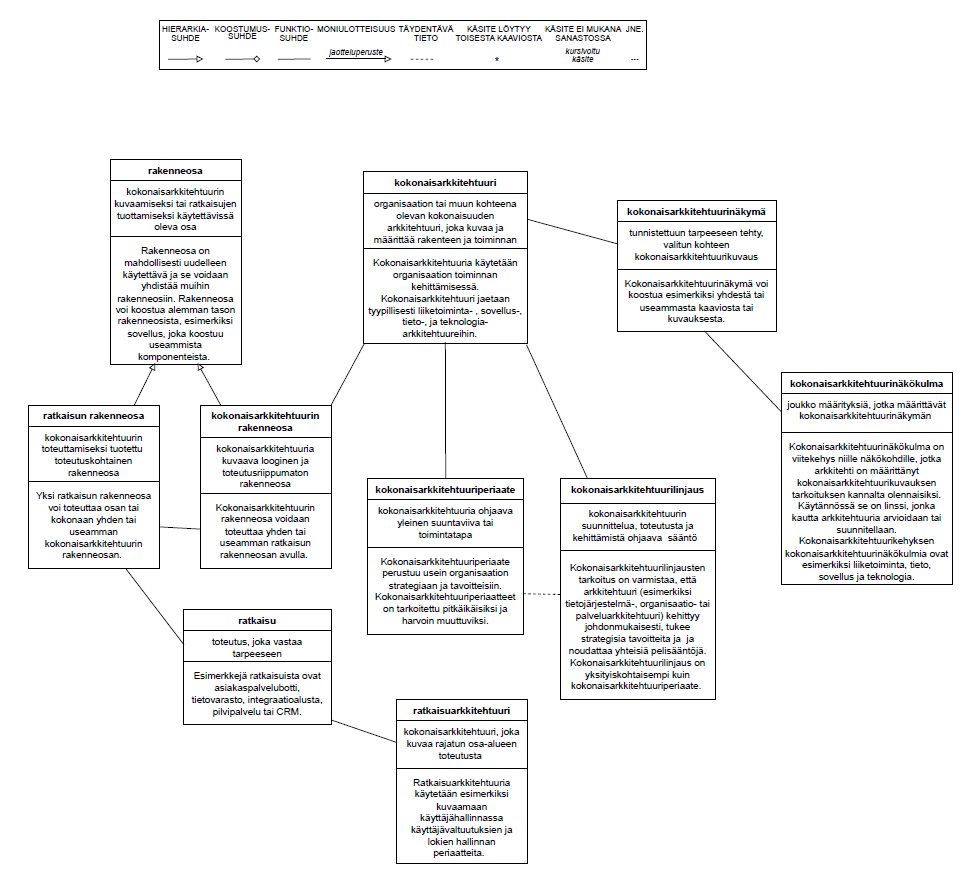 HIERARKIA-
SUHDE
KOOSTUMUS-
SUHDE
FUNKTIO-
SUHDE
MONIULOTTEISUUS
jaotteluperuste
TÄYDENTÄVÄ
TIETO
KÄSITE LÖYTYY
TOISESTA KAAVIOSTA
*
KÄSITE EI MUKANA
SANASTOSSA
kursivoitu
käsite
JNE.
...
rakenneosa
kokonaisarkkitehtuurin
kuvaamiseksi tai ratkaisujen
tuottamiseksi käytettävissä
oleva osa
Rakenneosa on
mahdollisesti uudelleen
käytettävä ja se voidaan
yhdistää muihin
rakenneosiin. Rakenneosa
voi koostua alemman tason
rakenneosista, esimerkiksi
sovellus, joka koostuu
useammista
komponenteista.
kokonaisarkkitehtuuri
organisaation tai muun kohteena
olevan kokonaisuuden
arkkitehtuuri, joka kuvaa ja
määrittää rakenteen ja toiminnan
Kokonaisarkkitehtuuria käytetään
organisaation toiminnan
kehittämisessä.
Kokonaisarkkitehtuuri jaetaan
tyypillisesti liiketoiminta- , sovellus-,
tieto-, ja teknologia-
arkkitehtuureihin.
kokonaisarkkitehtuurinäkymä
tunnistettuun tarpeeseen tehty,
valitun kohteen
kokonaisarkkitehtuurikuvaus
Kokonaisarkkitehtuurinäkymä voi
koostua esimerkiksi yhdestä tai
useammasta kaaviosta tai
kuvauksesta.
kokonaisarkkitehtuurinäkökulma
joukko määrityksiä, jotka määrittävät
kokonaisarkkitehtuurinäkymän
Kokonaisarkkitehtuurinäkökulma on
viitekehys niille näkökohdille, jotka
arkkitehti on määrittänyt
kokonaisarkkitehtuurikuvauksen
tarkoituksen kannalta olennaisiksi.
Käytännössä se on linssi, jonka
kautta arkkitehtuuria arvioidaan tai
suunnitellaan.
Kokonaisarkkitehtuurikehyksen
kokonaisarkkitehtuurinäkökulmia ovat
esimerkiksi liiketoiminta, tieto,
sovellus ja teknologia.
ratkaisun rakenneosa
kokonaisarkkitehtuurin
toteuttamiseksi tuotettu
toteutuskohtainen
rakenneosa
Yksi ratkaisun rakenneosa
voi toteuttaa osan tai
kokonaan yhden tai
useamman
kokonaisarkkitehtuurin
rakenneosan.
kokonaisarkkitehtuurin
rakenneosa
kokonaisarkkitehtuuria
kuvaava looginen ja
toteutusriippumaton
rakenneosa
Kokonaisarkkitehtuurin
rakenneosa voidaan
toteuttaa yhden tai
useamman ratkaisun
rakenneosan avulla.
kokonaisarkkitehtuuriperiaate
kokonaisarkkitehtuuria ohjaava
yleinen suuntaviiva tai
toimintatapa
Kokonaisarkkitehtuuriperiaate
perustuu usein organisaation
strategiaan ja tavoitteisiin.
Kokonaisarkkitehtuuriperiaatteet
on tarkoitettu pitkäikäisiksi ja
harvoin muuttuviksi.
kokonaisarkkitehtuurilinjaus
kokonaisarkkitehtuurin
suunnittelua, toteutusta ja
kehittämistä ohjaava sääntö
Kokonaisarkkitehtuurilinjausten
tarkoitus on varmistaa, että
arkkitehtuuri (esimerkiksi
tietojärjestelmä-, organisaatio- tai
palveluarkkitehtuuri) kehittyy
johdonmukaisesti, tukee
strategisia tavoitteita ja ja
noudattaa yhteisiä pelisääntöjä.
Kokonaisarkkitehtuurilinjaus on
yksityiskohtaisempi kuin
kokonaisarkkitehtuuriperiaate.
ratkaisu
toteutus, joka vastaa
tarpeeseen
Esimerkkejä ratkaisuista ovat
asiakaspalvelubotti,
tietovarasto, integraatioalusta,
pilvipalvelu tai CRM.
ratkaisuarkkitehtuuri
kokonaisarkkitehtuuri, joka
kuvaa rajatun osa-alueen
toteutusta
Ratkaisuarkkitehtuuria
käytetään esimerkiksi
kuvaamaan
käyttäjähallinnassa
käyttäjävaltuutuksien ja
lokien hallinnan
periaatteita.